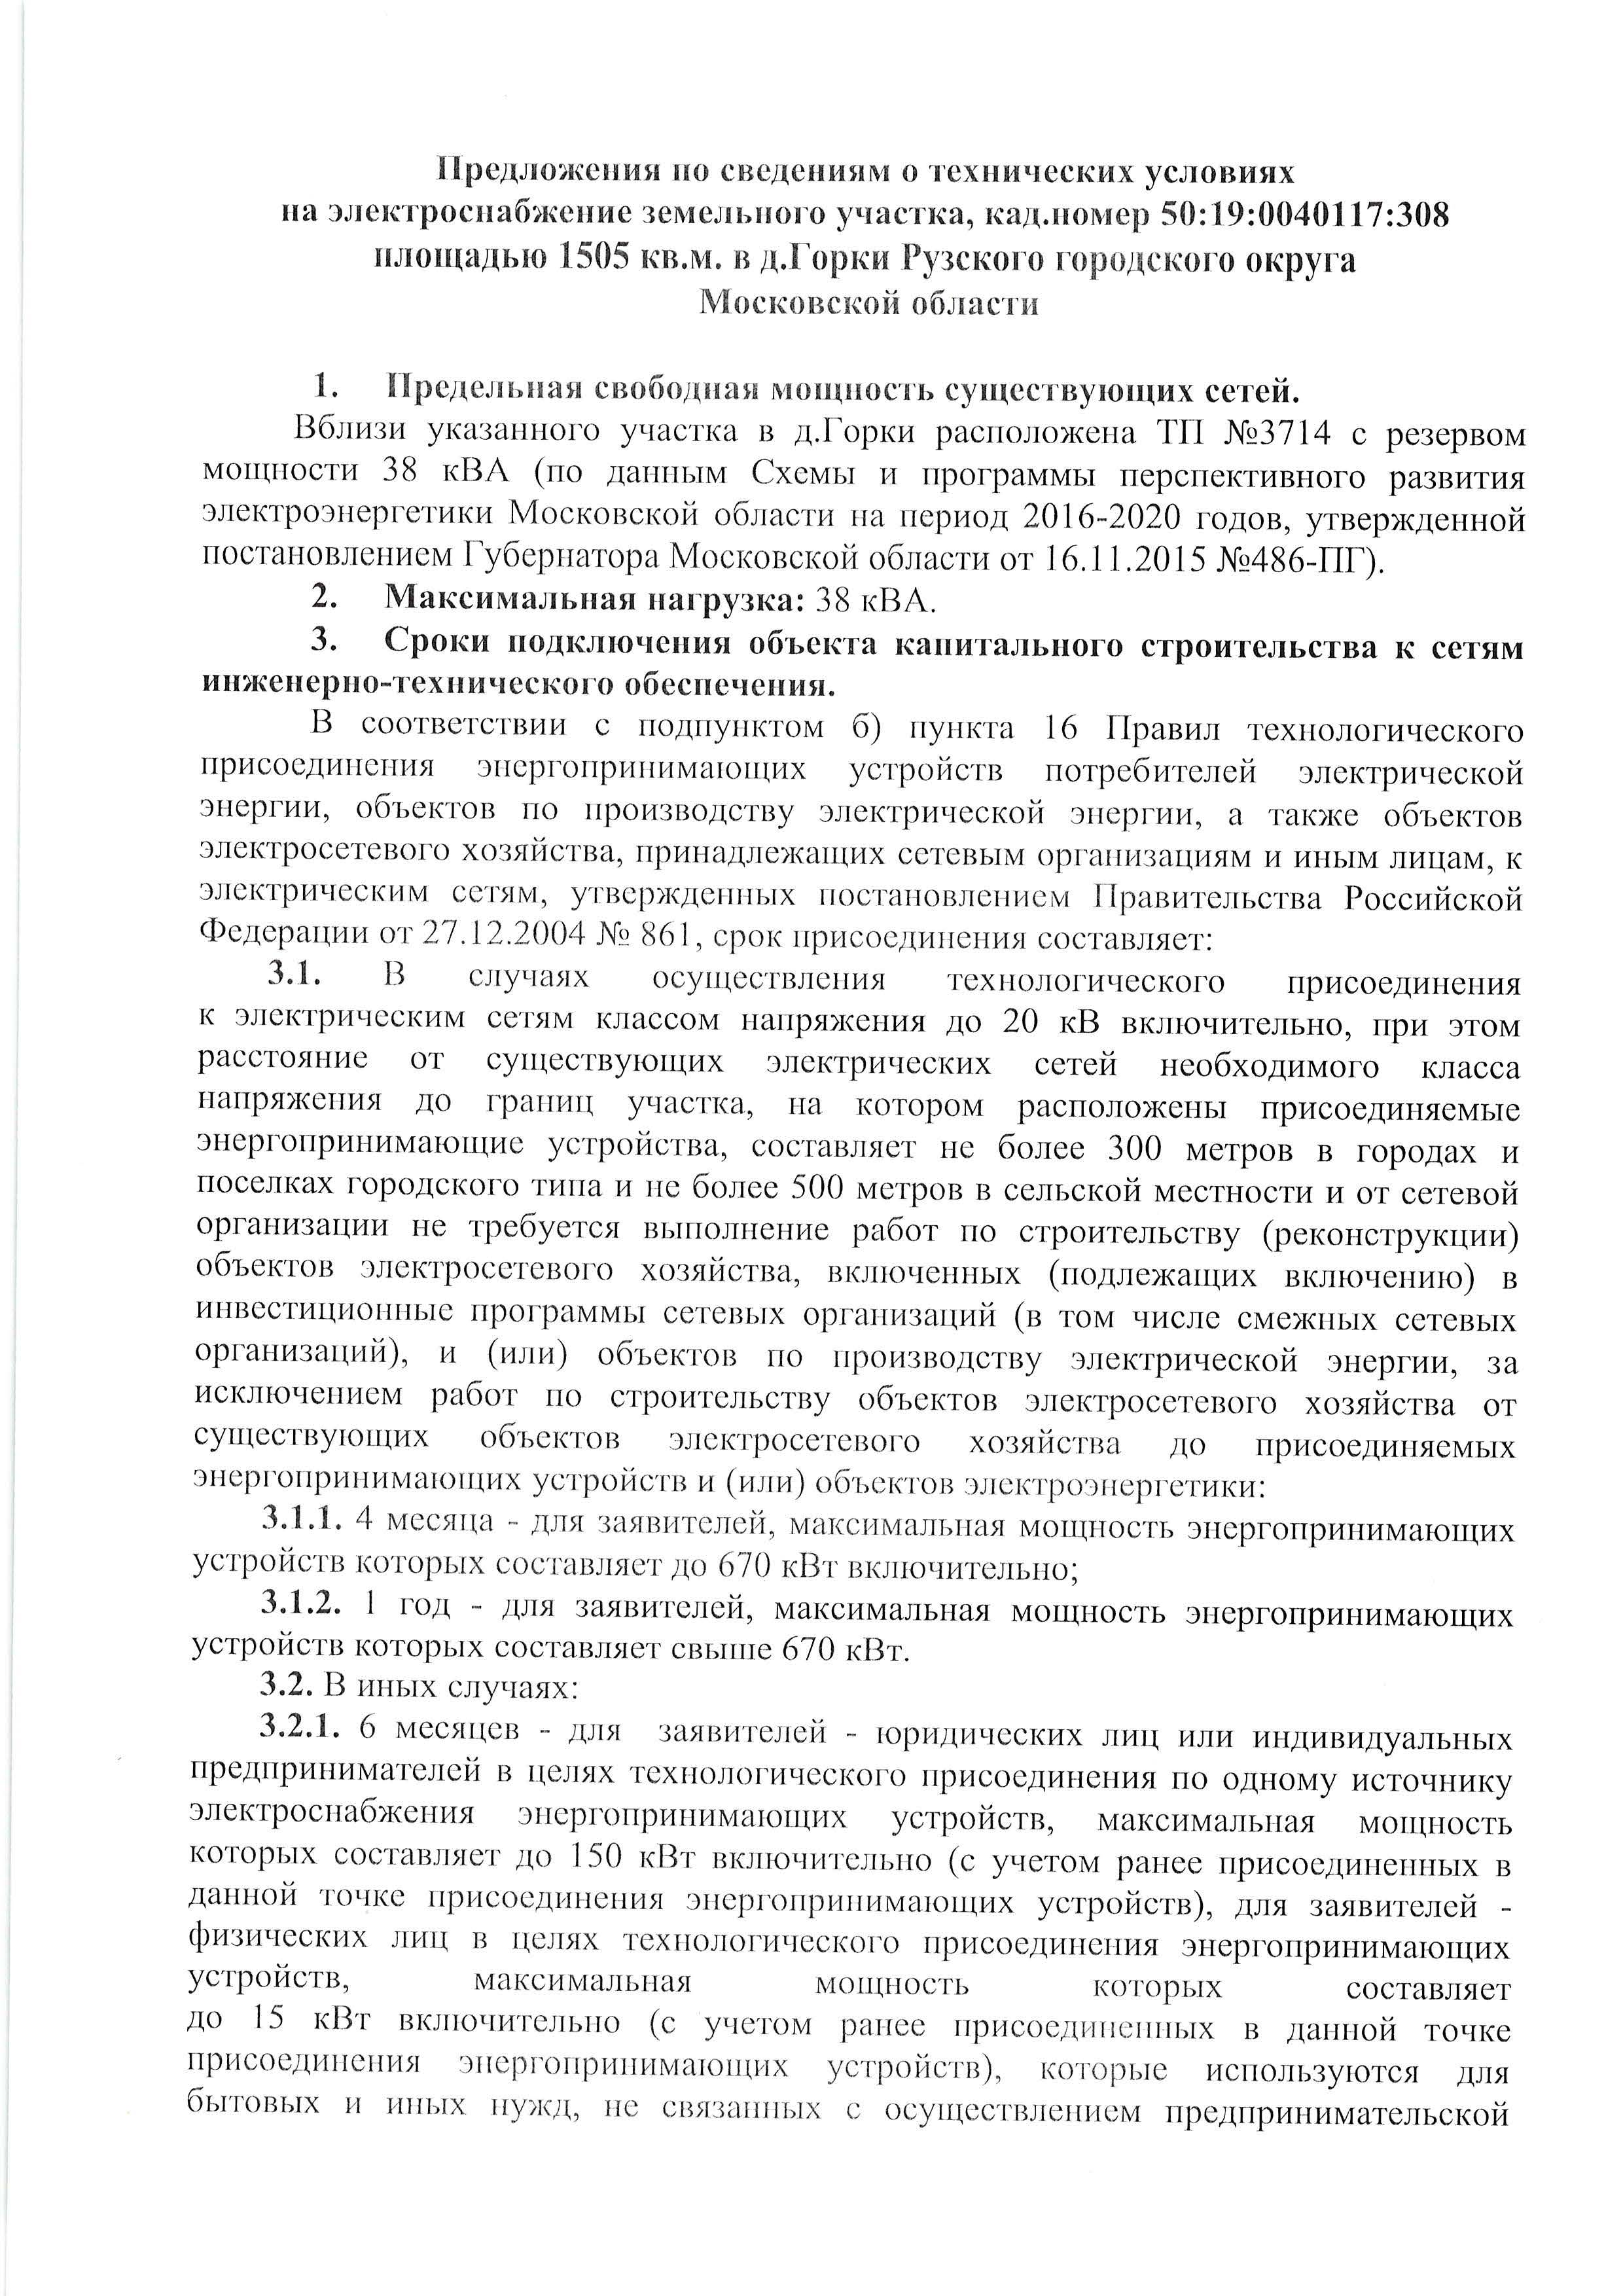 Предложения по сведениям о технических условиях
на электроснабжение земельного участка, кад.номер 50:19:0040117:308
площадью 1505 кв.м. в д.Горки Рузского городского округа
Московской области
1. Предельная свободная мощность существующих сетей.
Вблизи указанного участка в д.Горки расположена ТП №3714 с резервом
мощности 38 кВА (по данным Схемы и программы перспективного развития
электроэнергетики Московской области на период 2016-2020 годов, утвержденной
постановлением Губернатора Московской области от 16.11.2015 №486-ПГ).
2. Максимальная нагрузка: 38 кВА.
3. Сроки подключения объекта капитального строительства к сетям
инженерно-технического обеспечения.
В соответствии с подпунктом б) пункта 16 Правил технологического
присоединения энергопринимающих устройств потребителей электрической
энергии, объектов по производству электрической энергии, а также объектов
электросетевого хозяйства, принадлежащих сетевым организациям и иным лицам, к
электрическим сетям, утвержденных постановлением Правительства Российской
Федерации от 27.12.2004 № 861, срок присоединения составляет:
3.1. В случаях осуществления технологического присоединения
к электрическим сетям классом напряжения до 20 кВ включительно, при этом
расстояние от существующих электрических сетей необходимого класса
напряжения до границ участка, на котором расположены присоединяемые
энергопринимающие устройства, составляет не более 300 метров в городах и
поселках городского типа и не более 500 метров в сельской местности и от сетевой
организации не требуется выполнение работ по строительству (реконструкции)
объектов электросетевого хозяйства, включенных (подлежащих включению) в
инвестиционные программы сетевых организаций (в том числе смежных сетевых
организаций), и (или) объектов по производству электрической энергии, за
исключением работ по строительству объектов электросетевого хозяйства от
существующих объектов электросетевого хозяйства до присоединяемых
энергопринимающих устройств и (или) объектов электроэнергетики:
3.1.1. 4 месяца - для заявителей, максимальная мощность энергопринимающих
устройств которых составляет до 670 кВт включительно;
3.1.2. 1 год - для заявителей, максимальная мощность энергопринимающих
устройств которых составляет свыше 670 кВт.
3.2. В иных случаях:
3.2.1. 6 месяцев - для заявителей - юридических лиц или индивидуальных
предпринимателей в целях технологического присоединения по одному источнику
электроснабжения энергопринимающих устройств, максимальная мощность
которых составляет до 150 кВт включительно (с учетом ранее присоединенных в
данной точке присоединения энергопринимающих устройств), для заявителей -
физических лиц в целях технологического присоединения энергопринимающих
устройств, максимальная мощность которых составляет
до 15 кВт включительно (с учетом ранее присоединенных в данной точке
присоединения энергопринимающих устройств), которые используются для
бытовых и иных нужд, не связанных с осуществлением предпринимательской